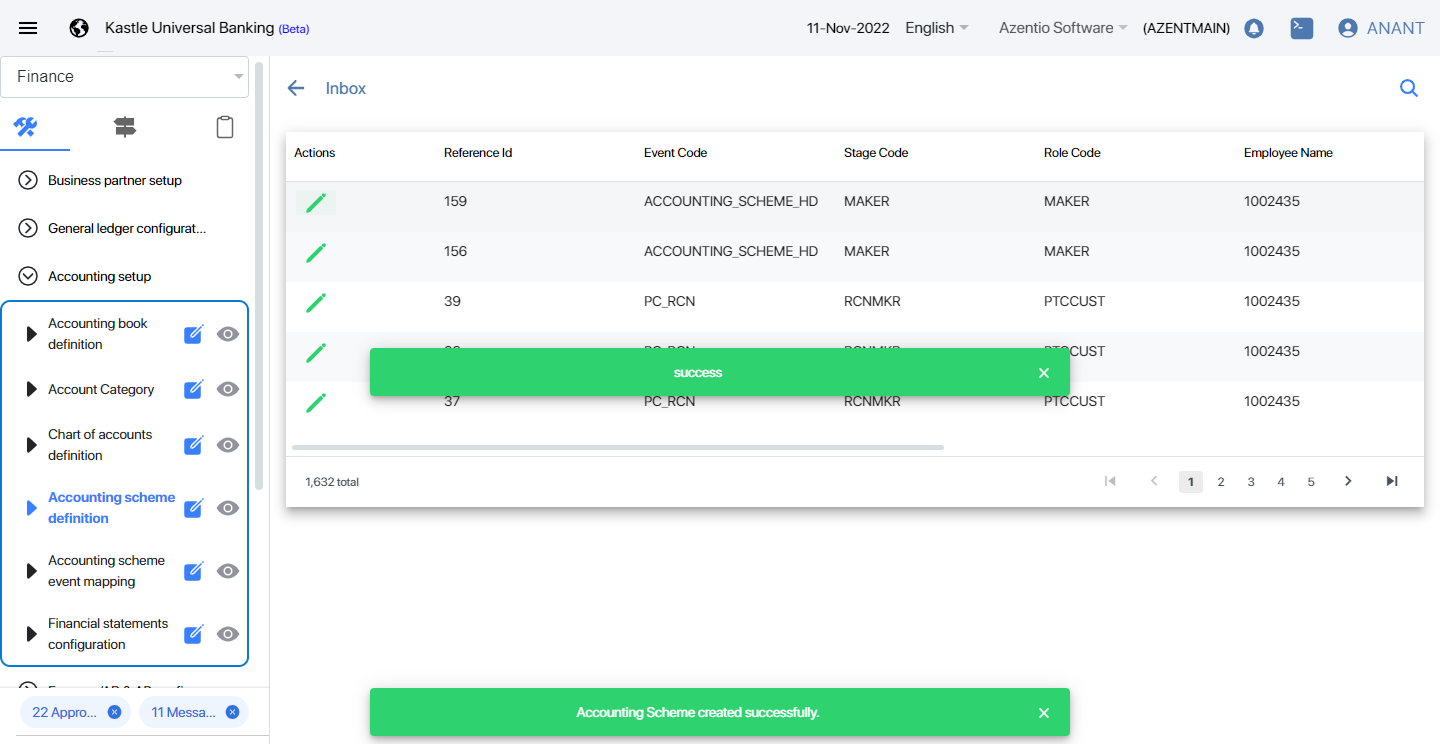 Kastle Universal Banking (Beta)
11-Nov-2022 English Azentio Software (AZENTMAIN) ANANT
Finance
Business partner setup
General ledger configurat...
Accounting setup
Accounting book
definition
Account Category
Chart of accounts
definition
Accounting scheme
definition
Accounting scheme
event mapping
Financial statements
configuration
22 Appro...
11 Messa...
Inbox
Actions Reference Id Event Code Stage Code Role Code Employee Name
159 ACCOUNTING_SCHEME_HD MAKER MAKER 1002435
156 ACCOUNTING_SCHEME_HD MAKER MAKER 1002435
39 PC_RCN RCNMKR PTCCUST 1002435
PTCCUST 1002435
success
37 PC_RCN RCNMKR PTCCUST 1002435
1,632 total 1 2 3 4 5
Accounting Scheme created successfully.